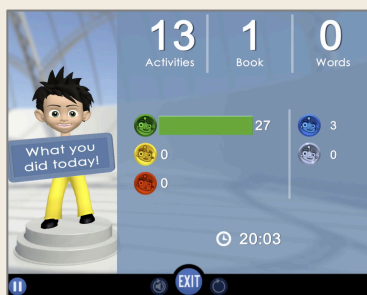 13 1 0
Activities Book Words
What you
did today!
27 3
0 0
0
20:03
EXIT